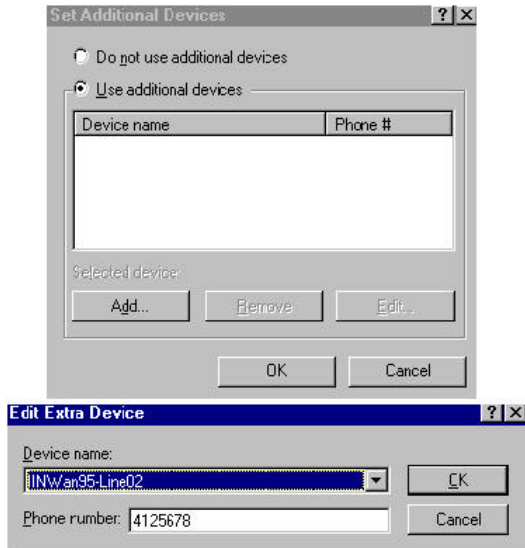 Set Additional Devices
Do not use additional devices
Use additional devices
Device name Phone #
Selected device:
Add... Remove Edit...
OK Cancel
Edit Extra Device
Device name:
INWan95-Line02 OK
Phone number: 4125678 Cancel